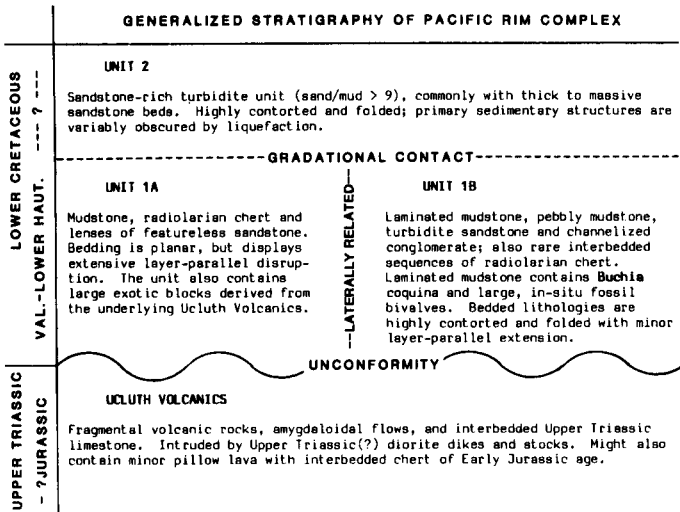 GENERALIZED STRATIGRAPHY OF PACIFIC RIM COMPLEX
LOWER CRETACEOUS
VAL.-LOWER HAUT. --- ? ---
UNIT 2
Sandstone-rich turbidite unit (sand/mud > 9), commonly with thick to massive
sandstone beds. Highly contorted and folded; primary sedimentary structures are
variably obscured by liquefaction.
GRADATIONAL CONTACT
UNIT 1A
Mudstone, radiolarian chert and
lenses of featureless sandstone.
Bedding is planar, but displays
extensive layer-parallel disrup-
tion. The unit also contains
large exotic blocks derived from
the underlying Ucluth Volcanics.
LATERALLY RELATED
UNIT 1B
Laminated mudstone, pebbly mudstone,
turbidite sandstone and channelized
conglomerate; also rare interbedded
sequences of radiolarian chert.
Laminated mudstone contains Buchia
coquina and large, in-situ fossil
bivalves. Bedded lithologies are
highly contorted and folded with minor
layer-parallel extension.
UNCONFORMITY
UPPER TRIASSIC
- ?JURASSIC
UCLUTH VOLCANICS
Fragmental volcanic rocks, amygdaloidal flows, and interbedded Upper Triassic
limestone. Intruded by Upper Triassic(?) diorite dikes and stocks. Might also
contain minor pillow lava with interbedded chert of Early Jurassic age.